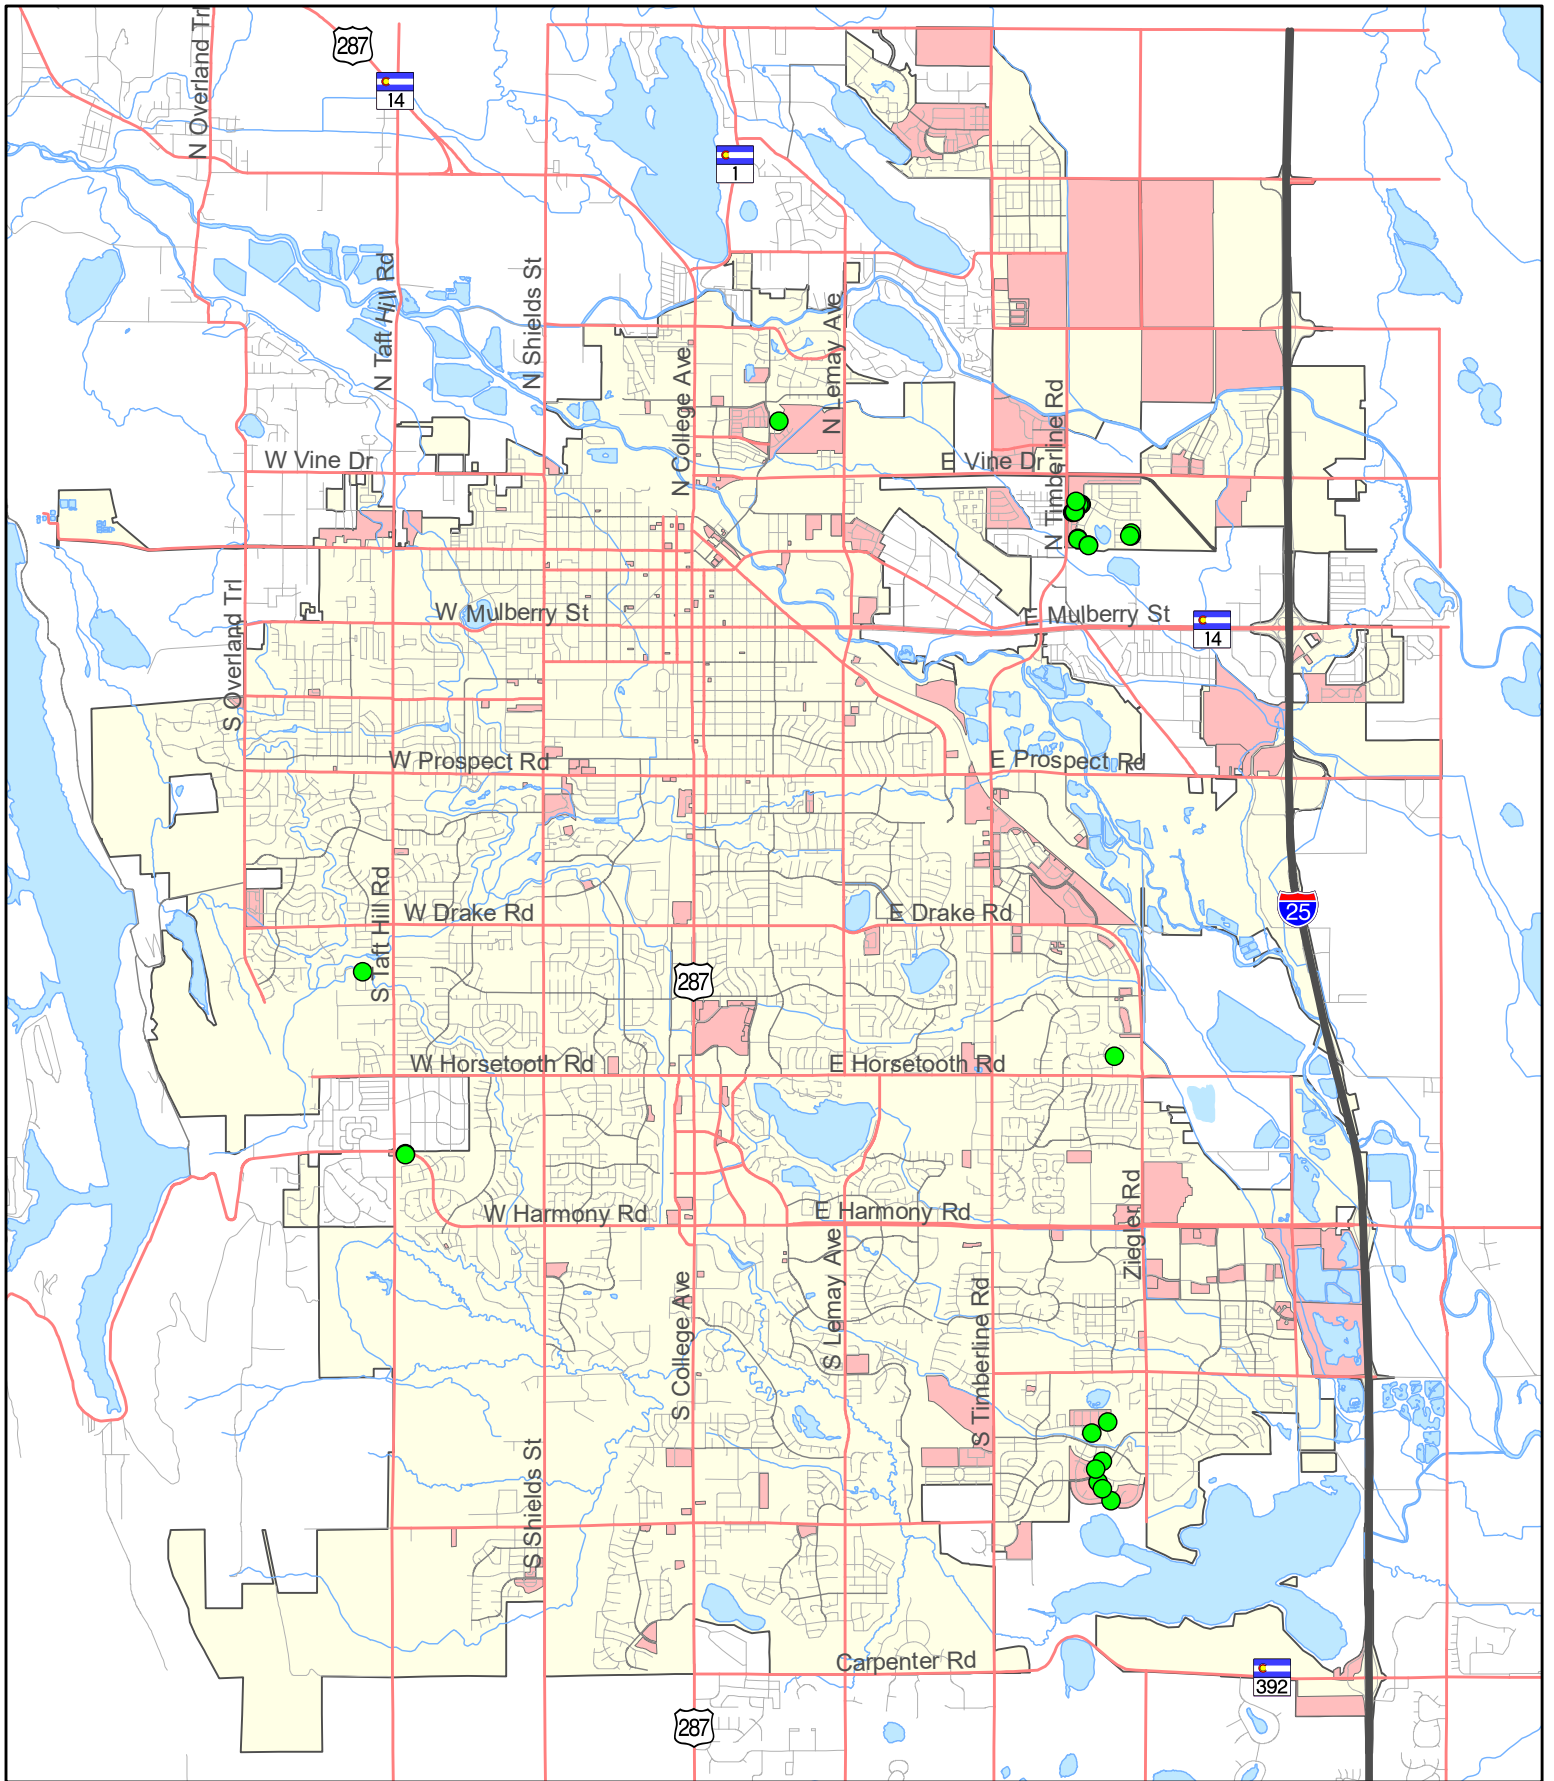 N Overland Trl
287
14
1
N Taft Hill Rd
N Shields St
N College Ave
N Lemay Ave
N Timberline Rd
W Vine Dr
E Vine Dr
S Overland Trl
W Mulberry St
E Mulberry St
14
W Prospect Rd
E Prospect Rd
S Taft Hill Rd
W Drake Rd
E Drake Rd
25
287
W Horsetooth Rd
E Horsetooth Rd
W Harmony Rd
E Harmony Rd
Ziegler Rd
S College Ave
S Lemay Ave
S Timberline Rd
S Shields St
Carpenter Rd
392
287